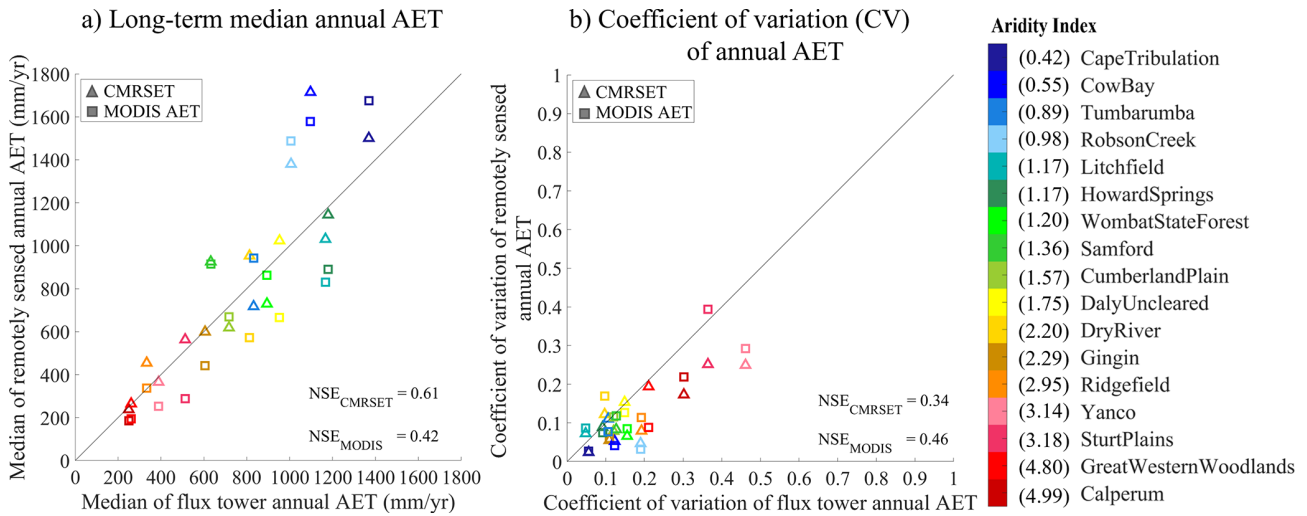 a) Long-term median annual AET
Median of remotely sensed annual AET (mm/yr)
1800
1600
1400
1200
1000
800
600
400
200
0
CMRSET
MODIS AET
NSE_CMRSET = 0.61
NSE_MODIS = 0.42
0 200 400 600 800 1000 1200 1400 1600 1800
Median of flux tower annual AET (mm/yr)
b) Coefficient of variation (CV)
of annual AET
Coefficient of variation of remotely sensed
annual AET
1
0.9
0.8
0.7
0.6
0.5
0.4
0.3
0.2
0.1
0
CMRSET
MODIS AET
NSE_CMRSET = 0.34
NSE_MODIS = 0.46
0 0.1 0.2 0.3 0.4 0.5 0.6 0.7 0.8 0.9 1
Coefficient of variation of flux tower annual AET
Aridity Index
(0.42) CapeTribulation
(0.55) CowBay
(0.89) Tumbarumba
(0.98) RobsonCreek
(1.17) Litchfield
(1.17) HowardSprings
(1.20) WombatStateForest
(1.36) Samford
(1.57) CumberlandPlain
(1.75) DalyUncleared
(2.20) DryRiver
(2.29) Gingin
(2.95) Ridgefield
(3.14) Yanco
(3.18) SturtPlains
(4.80) GreatWesternWoodlands
(4.99) Calperum